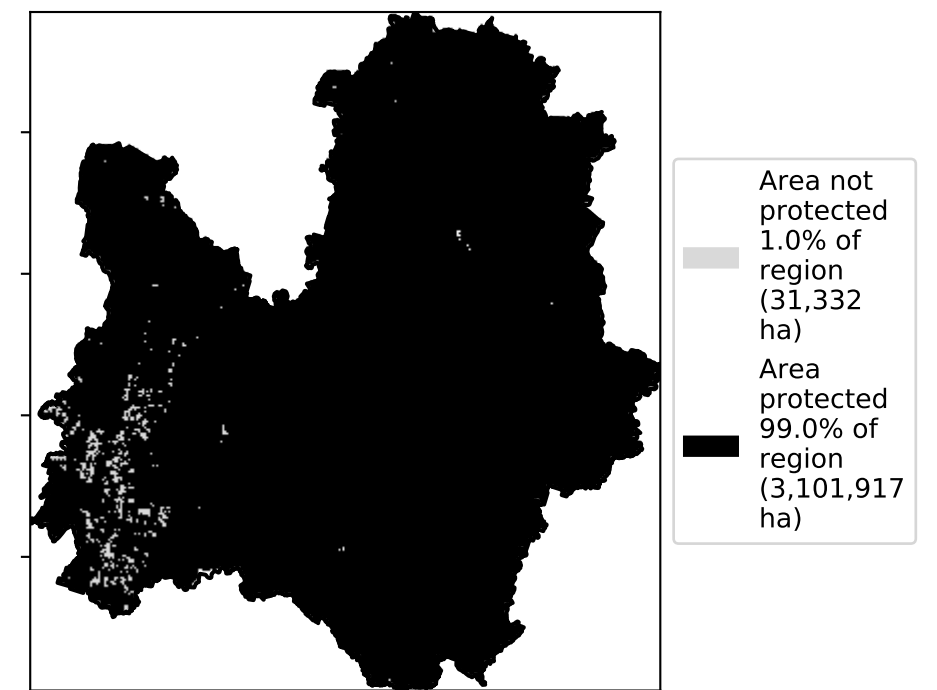 Area not
protected
1.0% of
region
(31,332
ha)
Area
protected
99.0% of
region
(3,101,917
ha)